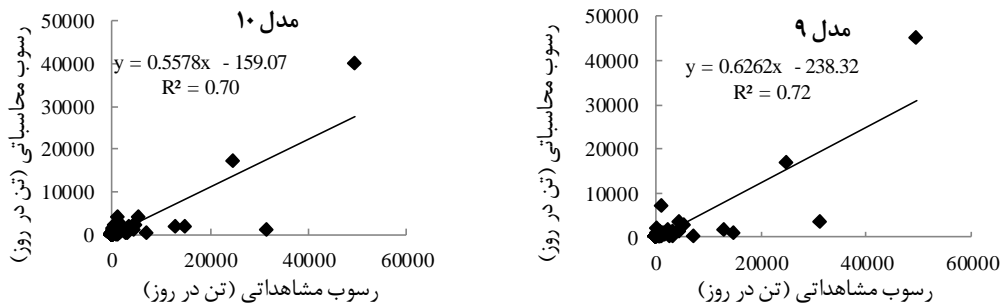 مدل ۱۰
y = 0.5578x - 159.07
R² = 0.70
50000
40000
30000
20000
10000
0
0 20000 40000 60000
رسوب محاسباتی (تن در روز)
رسوب مشاهداتی (تن در روز)
مدل ۹
y = 0.6262x - 238.32
R² = 0.72
50000
40000
30000
20000
10000
0
0 20000 40000 60000
رسوب محاسباتی (تن در روز)
رسوب مشاهداتی (تن در روز)